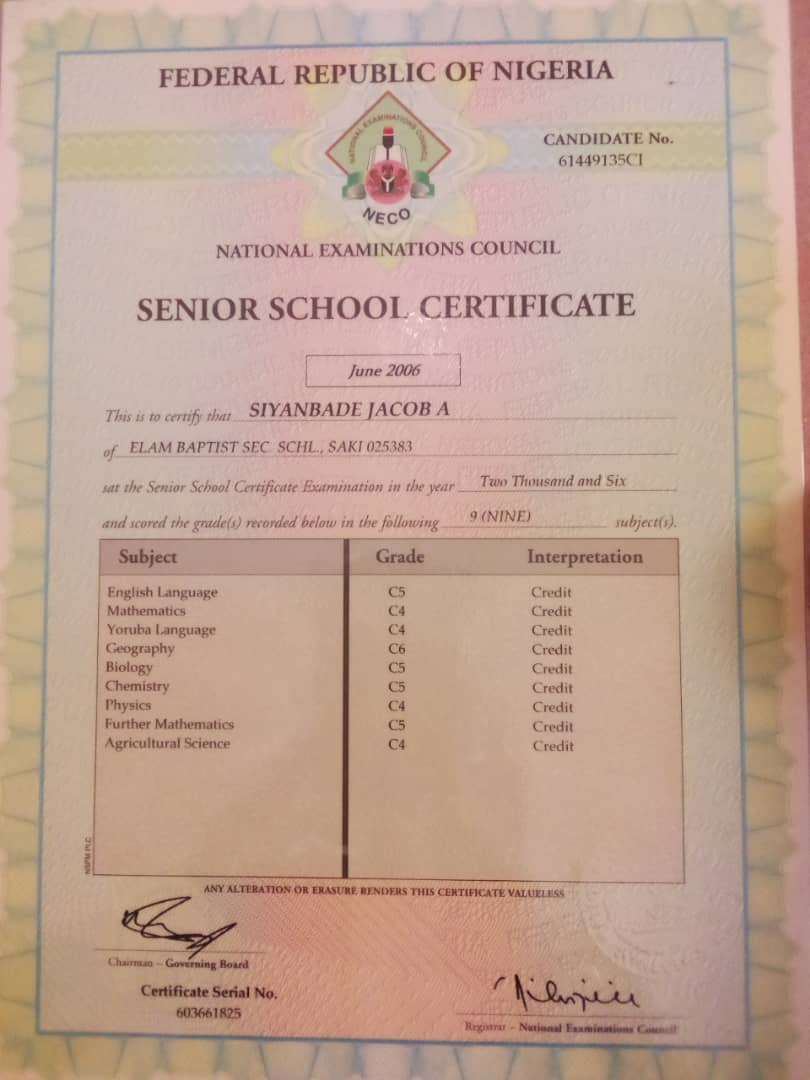 FEDERAL REPUBLIC OF NIGERIA
CANDIDATE No.
61449135CI
NATIONAL EXAMINATIONS COUNCIL
NECO
NATIONAL EXAMINATIONS COUNCIL
SENIOR SCHOOL CERTIFICATE
June 2006
This is to certify that SIYANBADE JACOB A
of ELAM BAPTIST SEC SCHL., SAKI 025383
sat the Senior School Certificate Examination in the year Two Thousand and Six
and scored the grade(s) recorded below in the following 9 (NINE) subject(s).
Subject Grade Interpretation
English Language C5 Credit
Mathematics C4 Credit
Yoruba Language C4 Credit
Geography C6 Credit
Biology C5 Credit
Chemistry C5 Credit
Physics C4 Credit
Further Mathematics C5 Credit
Agricultural Science C4 Credit
NSPM PLC
ANY ALTERATION OR ERASURE RENDERS THIS CERTIFICATE VALUELESS
Chairman – Governing Board
Certificate Serial No.
603661825
Registrar – National Examinations Council